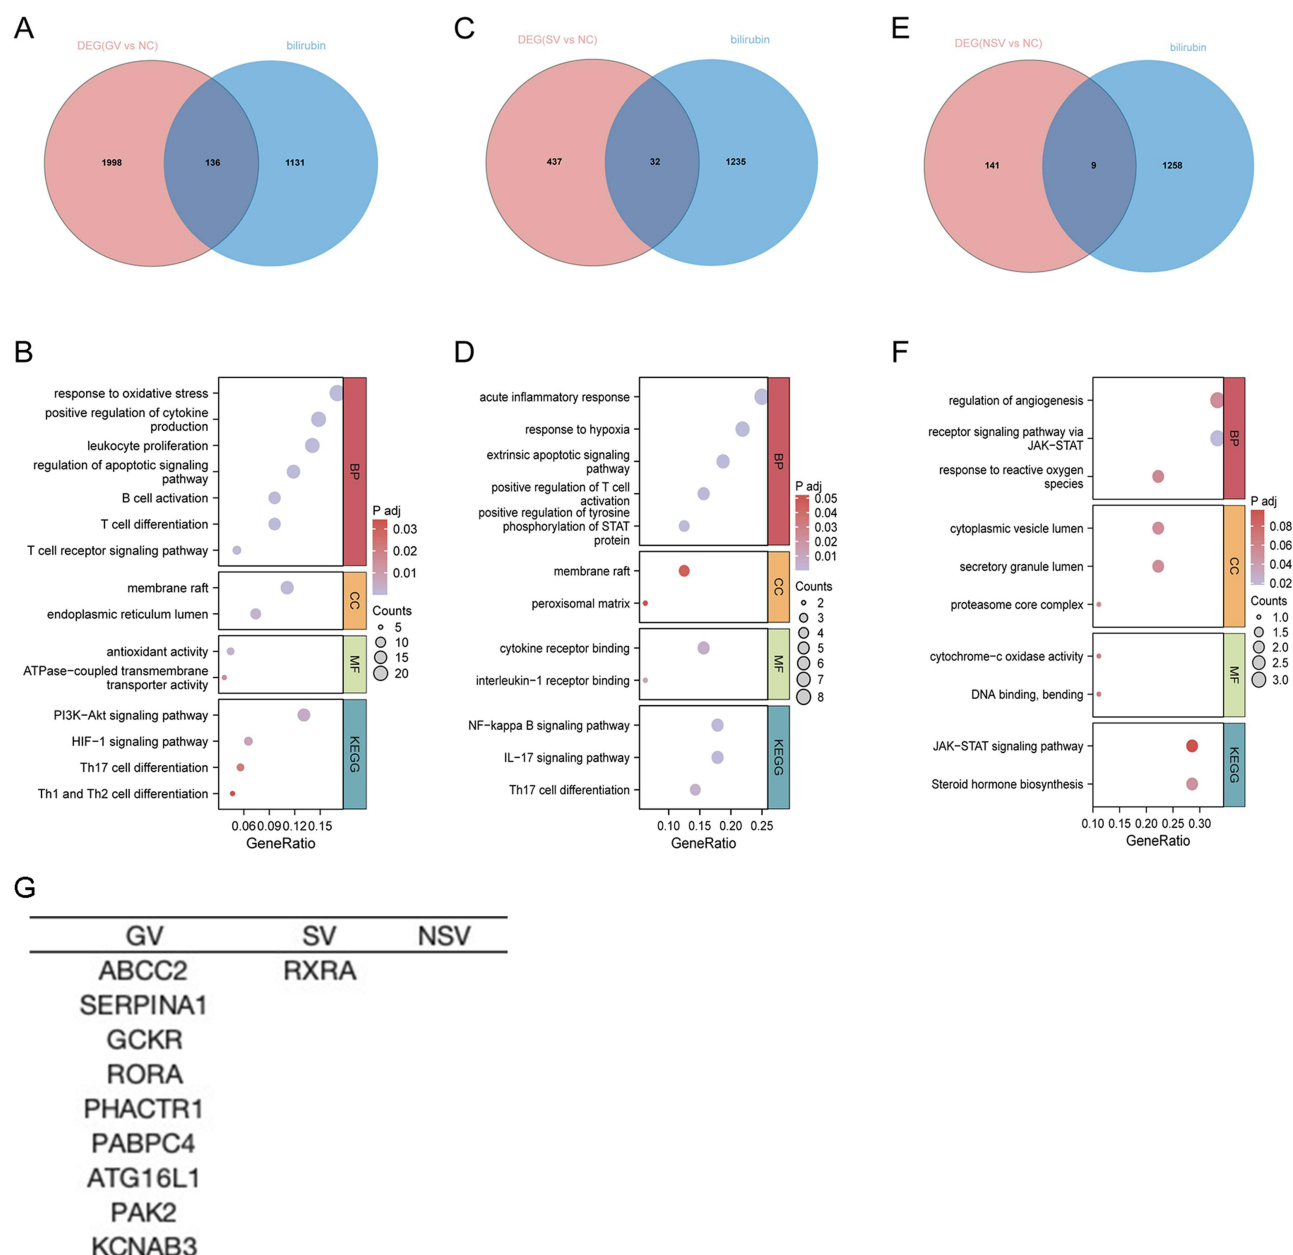 A
DEG(GV vs NC)
bilirubin
1998
136
1131
C
DEG(SV vs NC)
bilirubin
437
32
1235
E
DEG(NSV vs NC)
bilirubin
141
9
1258
B
response to oxidative stress
positive regulation of cytokine
production
leukocyte proliferation
regulation of apoptotic signaling
pathway
B cell activation
T cell differentiation
T cell receptor signaling pathway
membrane raft
endoplasmic reticulum lumen
antioxidant activity
ATPase−coupled transmembrane
transporter activity
PI3K−Akt signaling pathway
HIF−1 signaling pathway
Th17 cell differentiation
Th1 and Th2 cell differentiation
BP
CC
MF
KEGG
0.06 0.09 0.12 0.15
GeneRatio
P adj
0.03
0.02
0.01
Counts
5
10
15
20
D
acute inflammatory response
response to hypoxia
extrinsic apoptotic signaling
pathway
positive regulation of T cell
activation
positive regulation of tyrosine
phosphorylation of STAT
protein
membrane raft
peroxisomal matrix
cytokine receptor binding
interleukin−1 receptor binding
NF−kappa B signaling pathway
IL−17 signaling pathway
Th17 cell differentiation
BP
CC
MF
KEGG
0.10 0.15 0.20 0.25
GeneRatio
P adj
0.05
0.04
0.03
0.02
0.01
Counts
2
3
4
5
6
7
8
F
regulation of angiogenesis
receptor signaling pathway via
JAK−STAT
response to reactive oxygen
species
cytoplasmic vesicle lumen
secretory granule lumen
proteasome core complex
cytochrome−c oxidase activity
DNA binding, bending
JAK−STAT signaling pathway
Steroid hormone biosynthesis
BP
CC
MF
KEGG
0.10 0.15 0.20 0.25 0.30
GeneRatio
P adj
0.08
0.06
0.04
0.02
Counts
1.0
1.5
2.0
2.5
3.0
G
GV SV NSV
ABCC2 RXRA
SERPINA1
GCKR
RORA
PHACTR1
PABPC4
ATG16L1
PAK2
KCNAB3